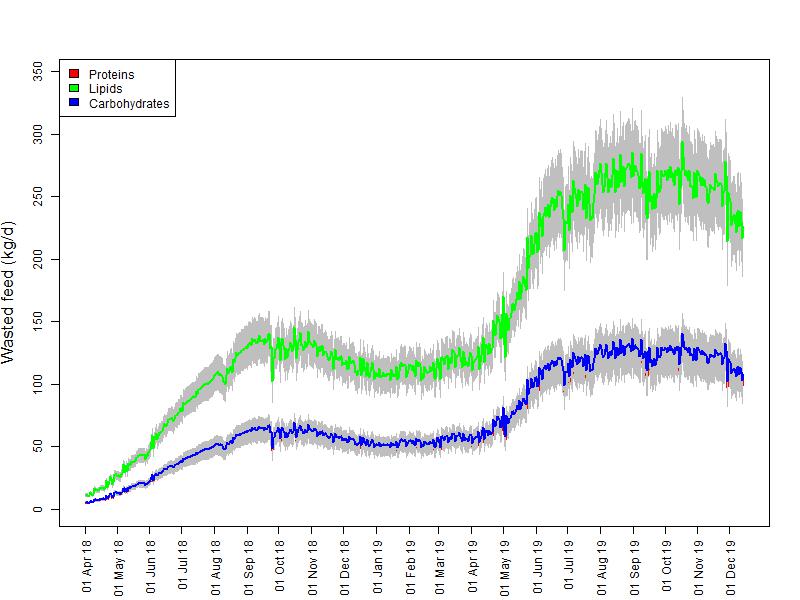 Proteins
Lipids
Carbohydrates
Wasted feed (kg/d)
350
300
250
200
150
100
50
0
01 Apr 18
01 May 18
01 Jun 18
01 Jul 18
01 Aug 18
01 Sep 18
01 Oct 18
01 Nov 18
01 Dec 18
01 Jan 19
01 Feb 19
01 Mar 19
01 Apr 19
01 May 19
01 Jun 19
01 Jul 19
01 Aug 19
01 Sep 19
01 Oct 19
01 Nov 19
01 Dec 19